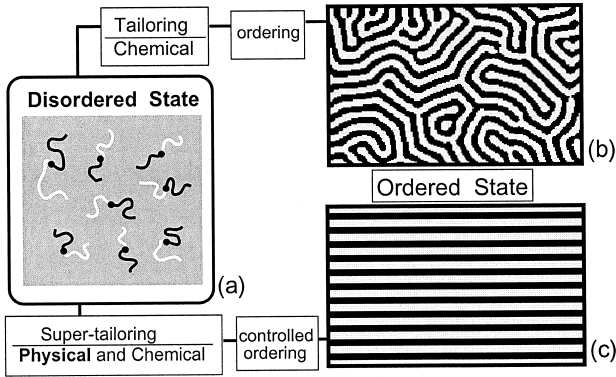 Tailoring
Chemical
ordering
Disordered State
(a)
(b)
Ordered State
Super-tailoring
Physical and Chemical
controlled
ordering
(c)